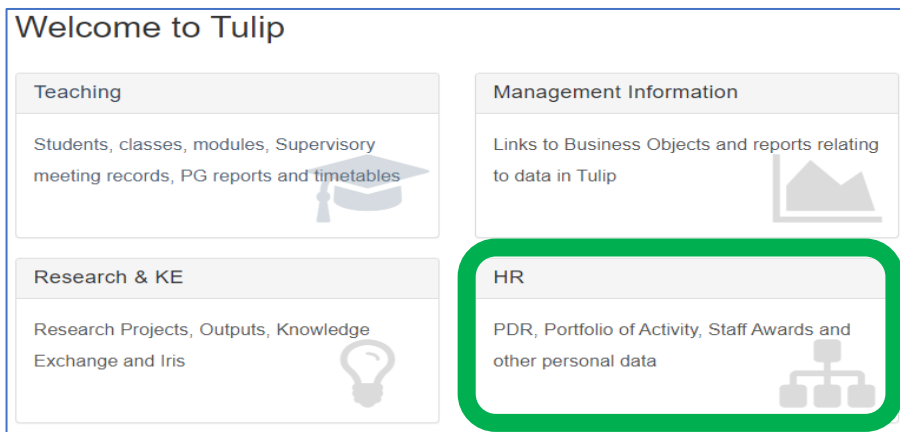 Welcome to Tulip
Teaching
Students, classes, modules, Supervisory
meeting records, PG reports and timetables
Management Information
Links to Business Objects and reports relating
to data in Tulip
Research & KE
Research Projects, Outputs, Knowledge
Exchange and Iris
HR
PDR, Portfolio of Activity, Staff Awards and
other personal data